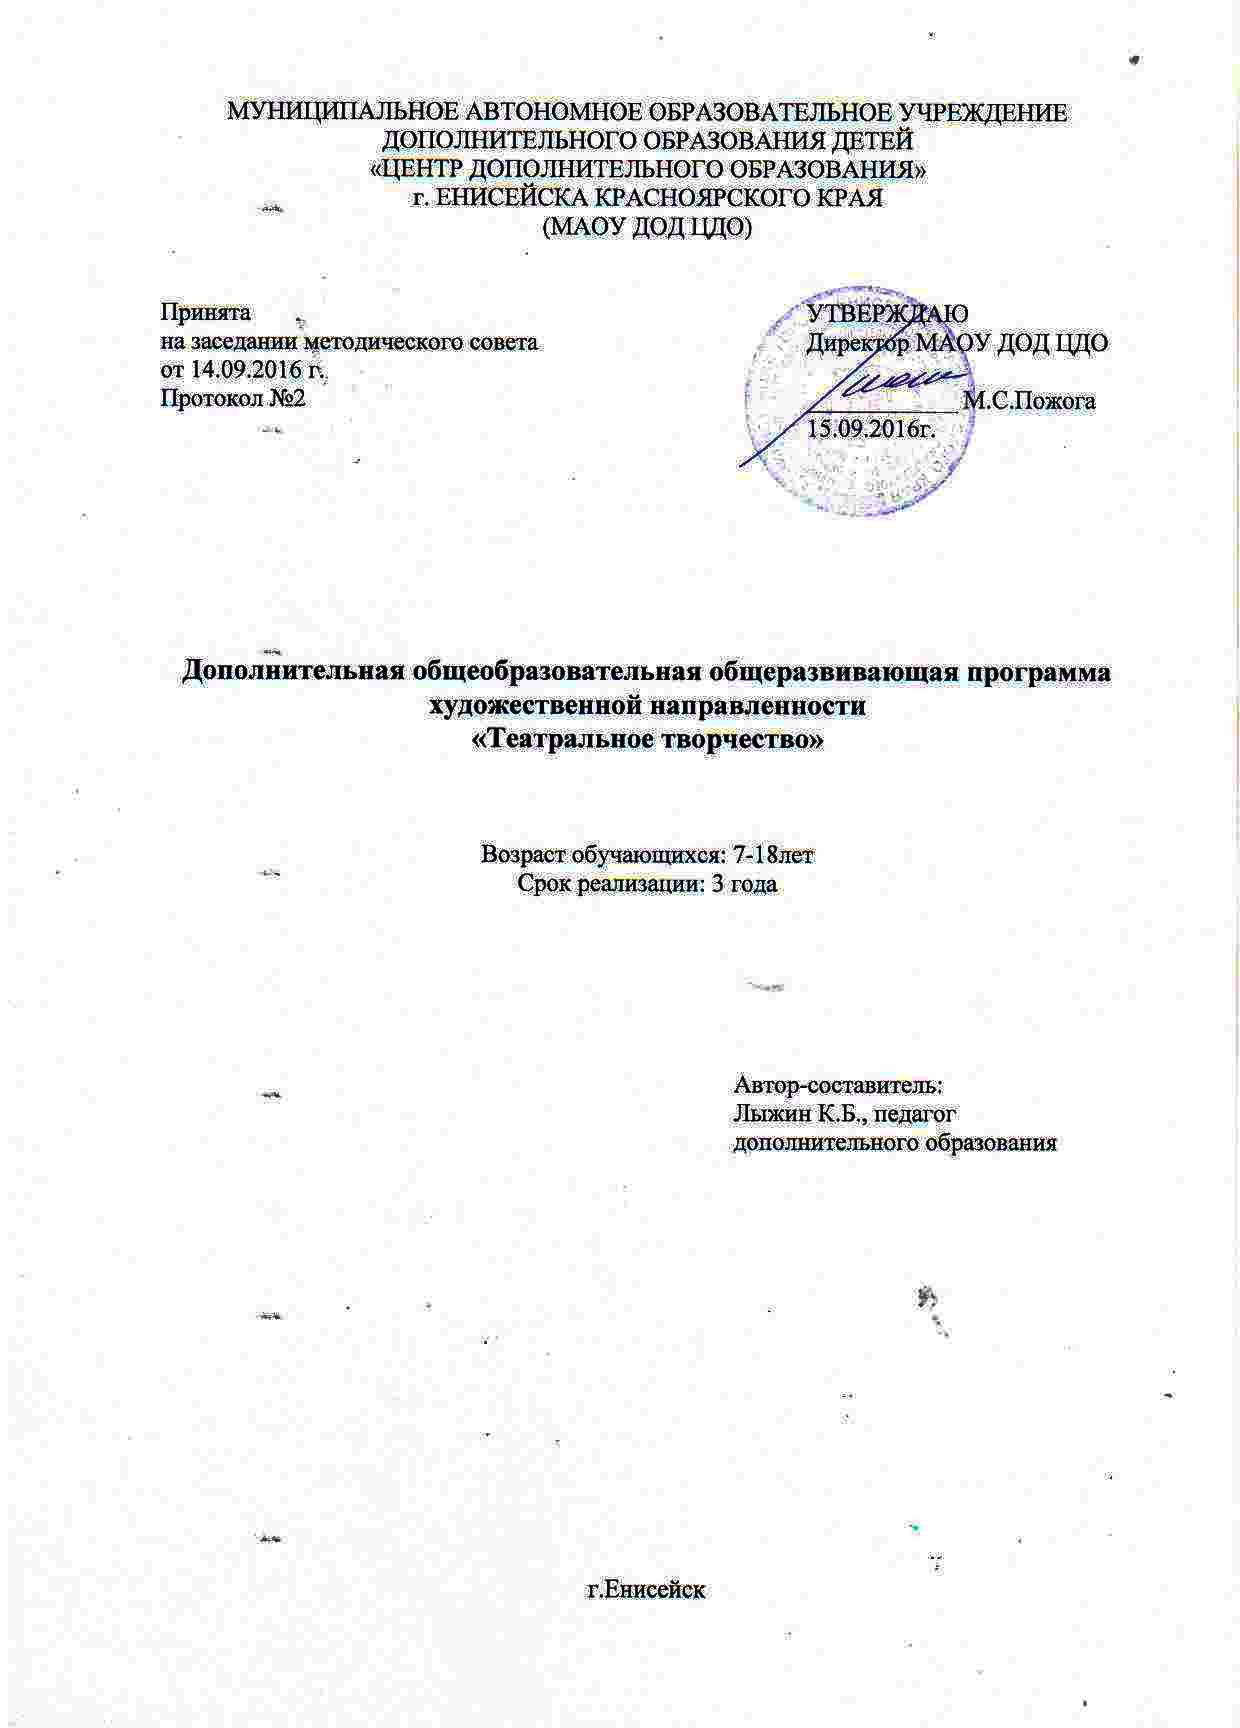 МУНИЦИПАЛЬНОЕ АВТОНОМНОЕ ОБРАЗОВАТЕЛЬНОЕ УЧРЕЖДЕНИЕ
ДОПОЛНИТЕЛЬНОГО ОБРАЗОВАНИЯ ДЕТЕЙ
«ЦЕНТР ДОПОЛНИТЕЛЬНОГО ОБРАЗОВАНИЯ»
г. ЕНИСЕЙСКА КРАСНОЯРСКОГО КРАЯ
(МАОУ ДОД ЦДО)
Принята
на заседании методического совета
от 14.09.2016 г.
Протокол №2
УТВЕРЖДАЮ
Директор МАОУ ДОД ЦДО
____________ М.С.Пожога
15.09.2016г.
Дополнительная общеобразовательная общеразвивающая программа
художественной направленности
«Театральное творчество»
Возраст обучающихся: 7-18лет
Срок реализации: 3 года
Автор-составитель:
Лыжин К.Б., педагог
дополнительного образования
г.Енисейск